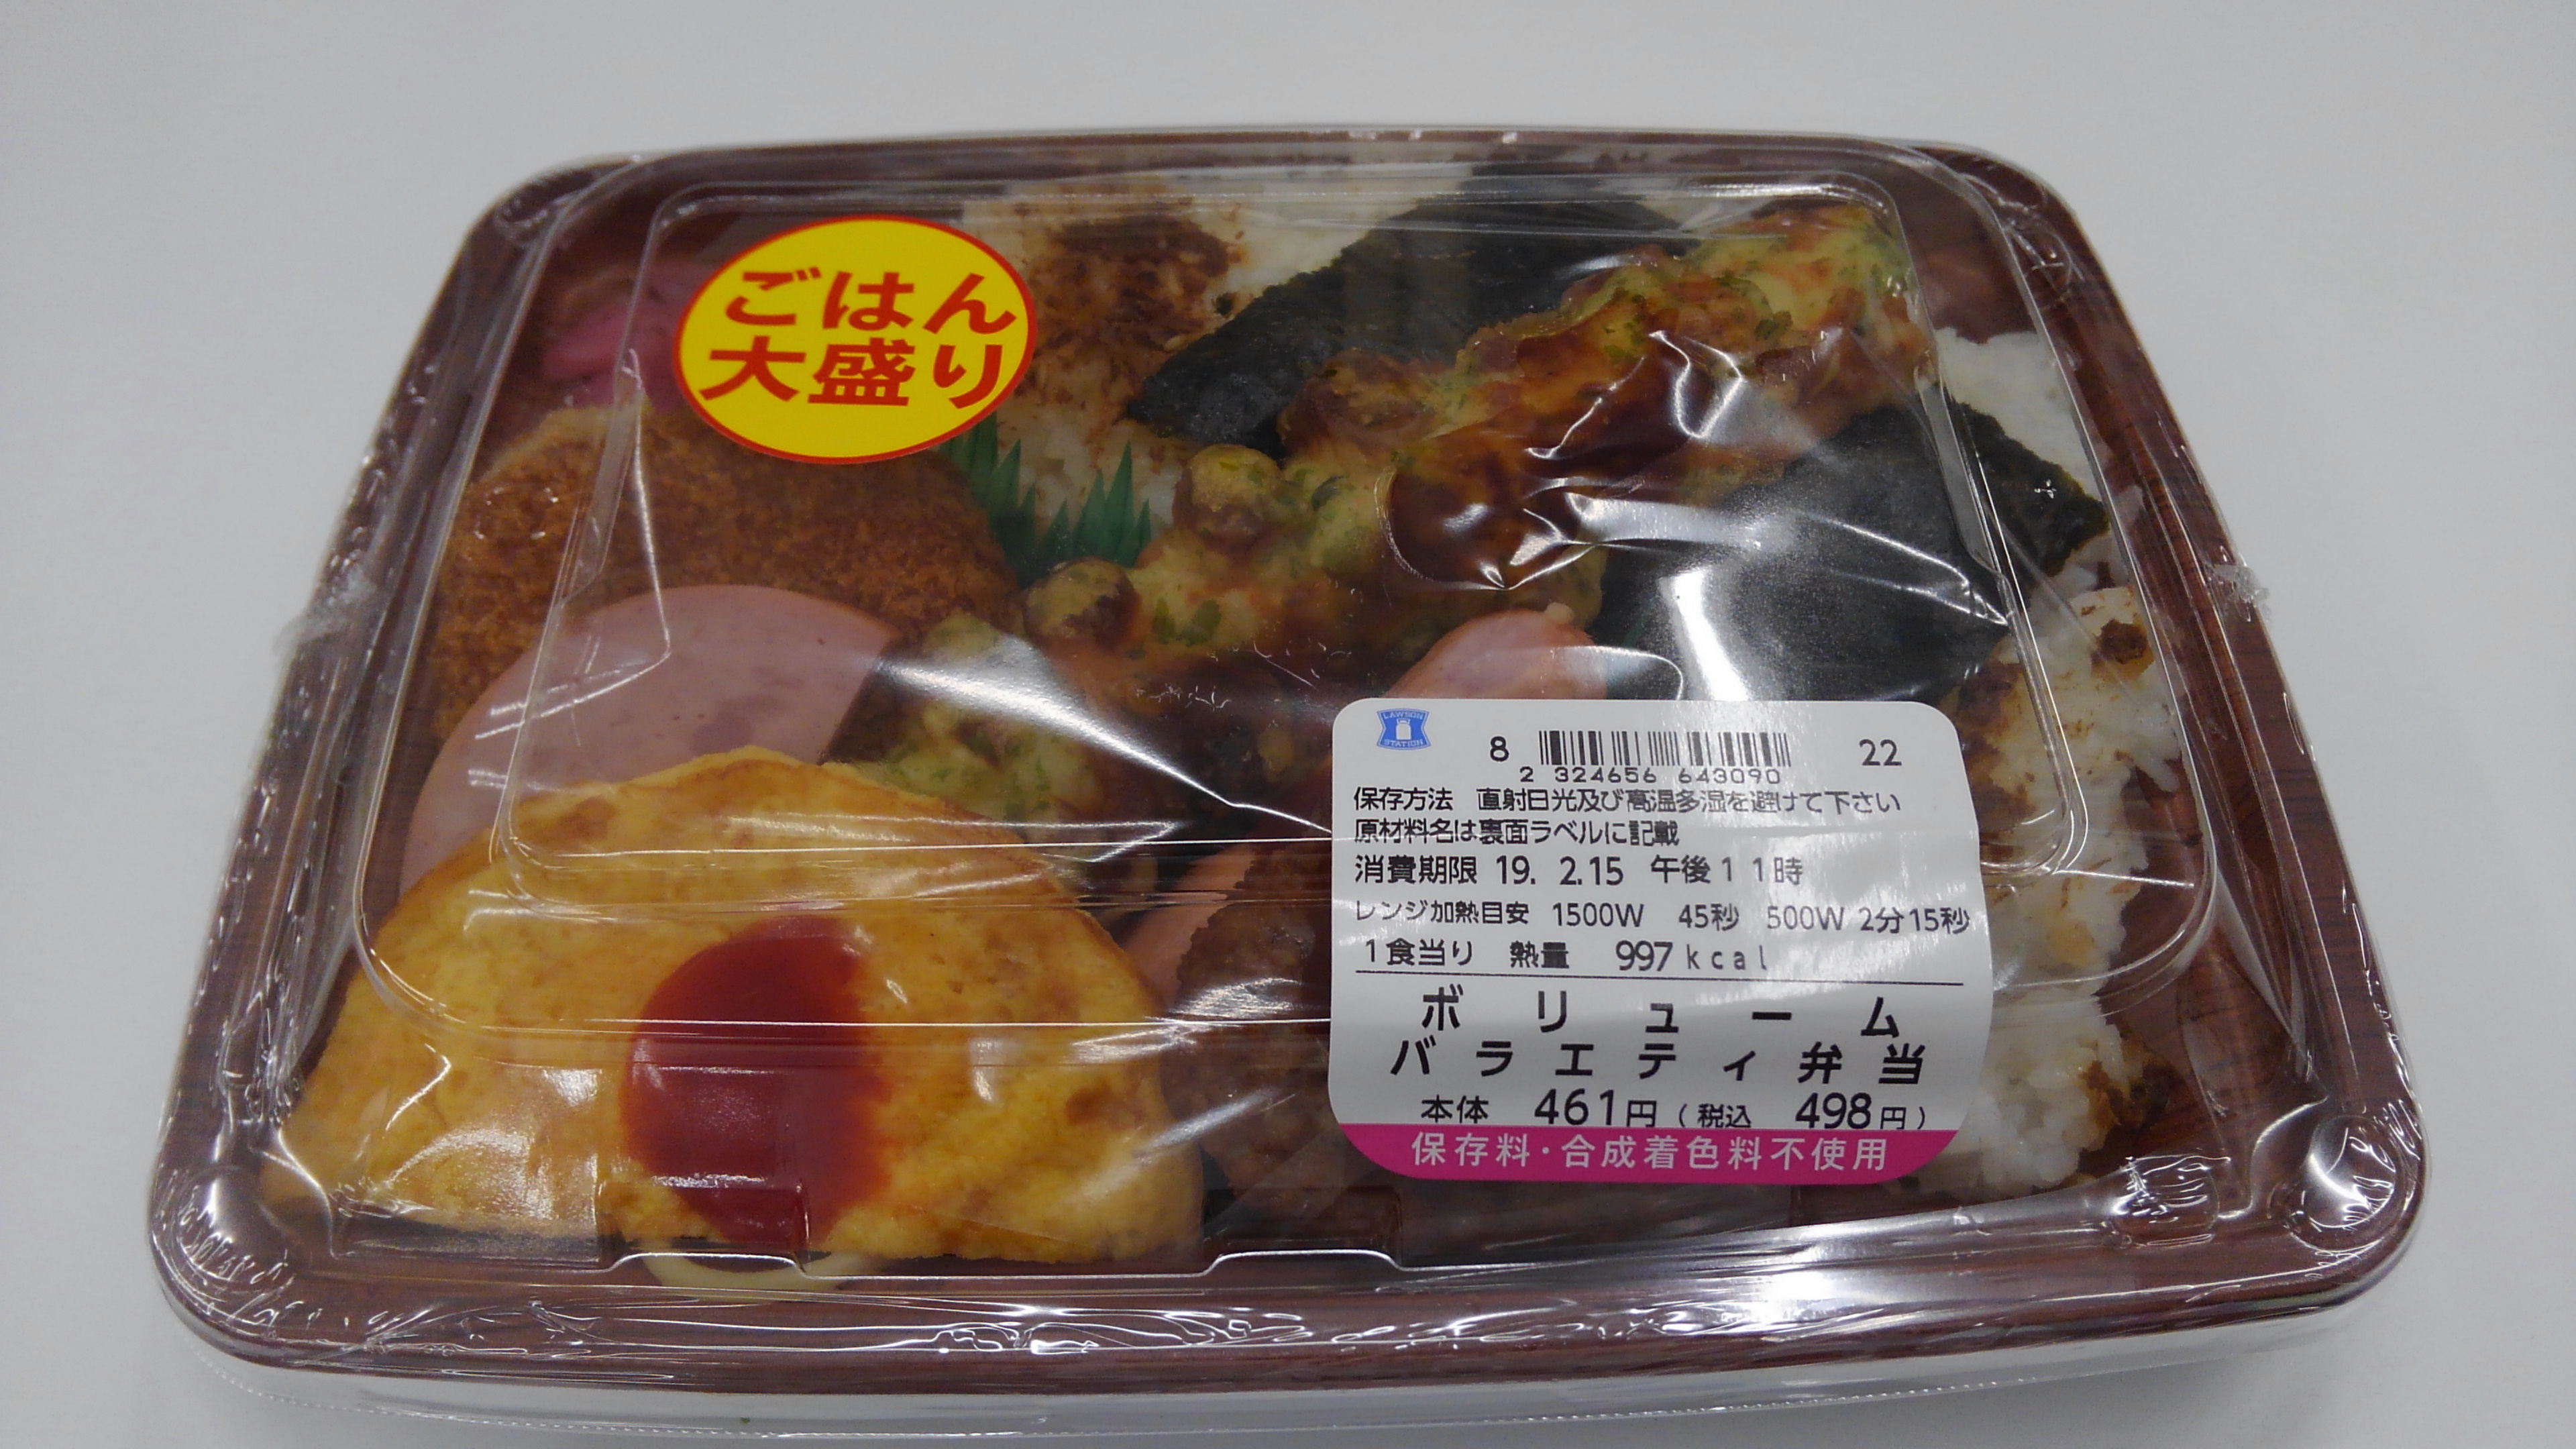 ごはん
大盛り
LAWSON
STATION
8 22
2 324656 643090
保存方法 直射日光及び高温多湿を避けて下さい
原材料名は裏面ラベルに記載
消費期限 19. 2.15 午後11時
レンジ加熱目安 1500W 45秒 500W 2分15秒
1食当り 熱量 997kcal
ボリューム
バラエティ弁当
本体 461円(税込 498円)
保存料・合成着色料不使用